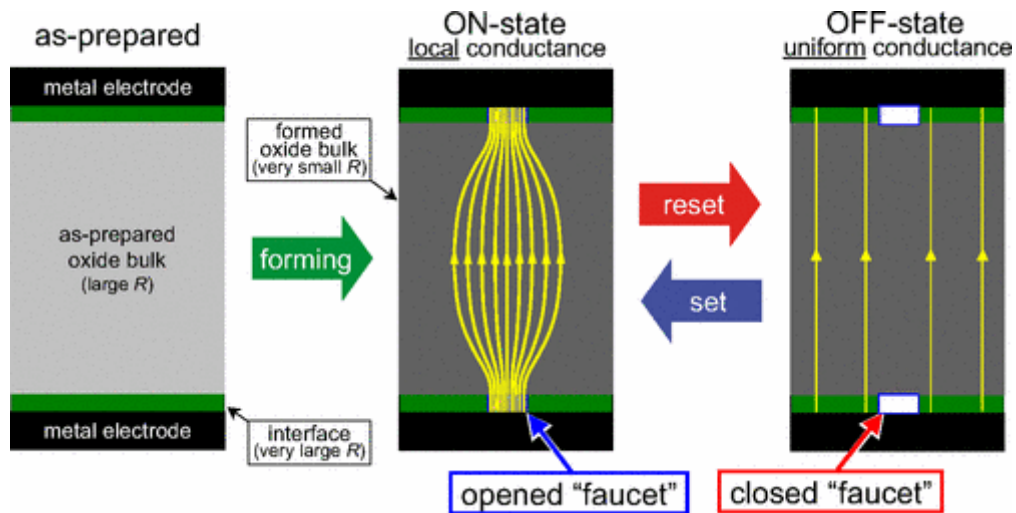 as-prepared
metal electrode
as-prepared
oxide bulk
(large R)
metal electrode
forming
formed
oxide bulk
(very small R)
interface
(very large R)
ON-state
local conductance
opened “faucet”
reset
set
OFF-state
uniform conductance
closed “faucet”